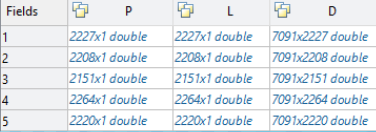 Fields P L D
1 2227x1 double 2227x1 double 7091x2227 double
2 2208x1 double 2208x1 double 7091x2208 double
3 2151x1 double 2151x1 double 7091x2151 double
4 2264x1 double 2264x1 double 7091x2264 double
5 2220x1 double 2220x1 double 7091x2220 double